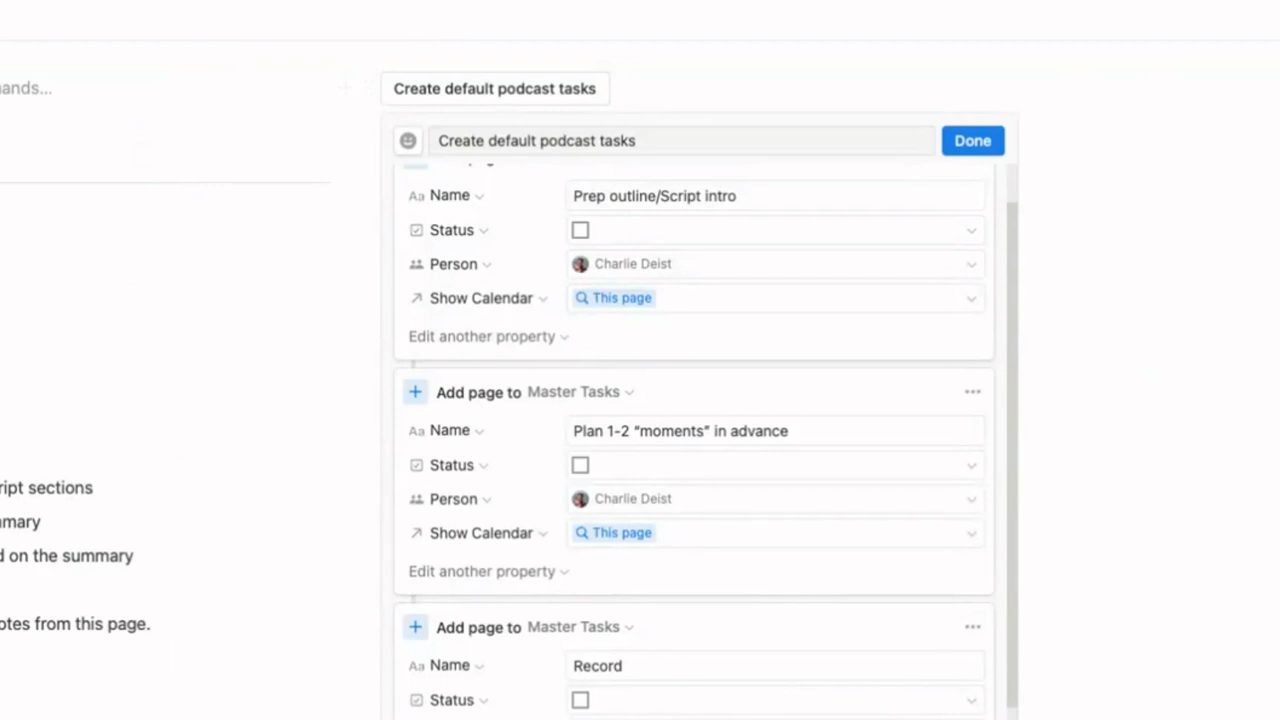 ands...
Create default podcast tasks
Create default podcast tasks
Done
Aa Name
Prep outline/Script intro
Status
Person
Charlie Deist
Show Calendar
This page
Edit another property
Add page to Master Tasks
Aa Name
Plan 1-2 “moments” in advance
Status
Person
Charlie Deist
Show Calendar
This page
Edit another property
Add page to Master Tasks
Aa Name
Record
Status
ript sections
mary
d on the summary
otes from this page.